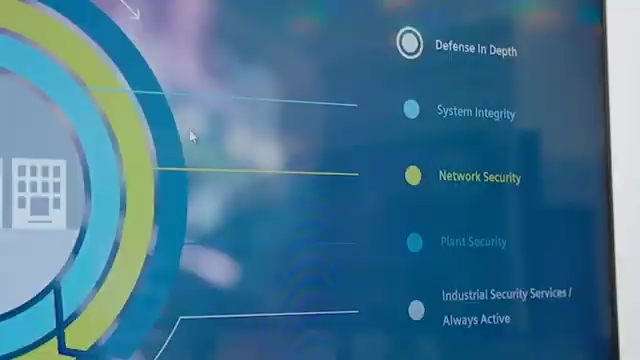 Defense In Depth
System Integrity
Network Security
Plant Security
Industrial Security Services /
Always Active